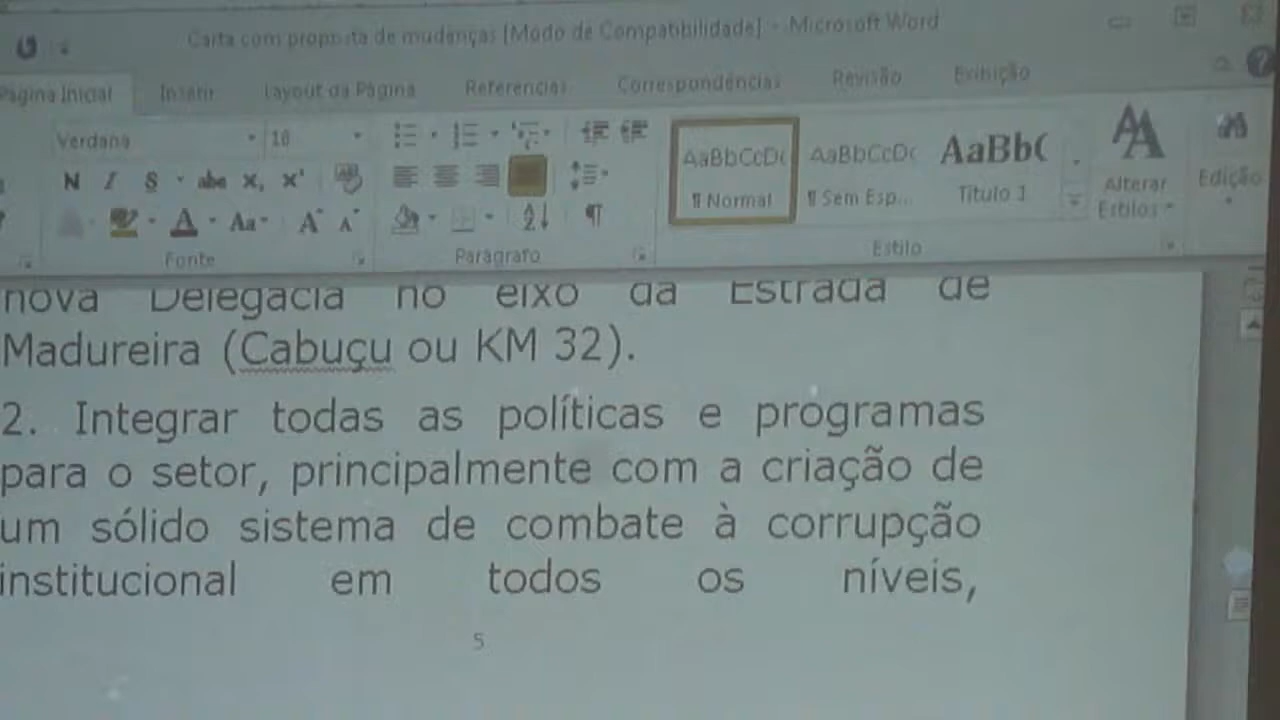 Carta com proposta de mudanças [Modo de Compatibilidade] - Microsoft Word
Página Inicial Inserir Layout da Página Referências Correspondências Revisão Exibição
Verdana 16
N I S abe X, X'
A Aa A A
AaBbCcDc AaBbCcDc AaBbC
¶ Normal ¶ Sem Esp... Título 1
Alterar Estilos
Edição
Fonte Parágrafo Estilo
nova Delegacia no eixo da Estrada de
Madureira (Cabuçu ou KM 32).
2. Integrar todas as políticas e programas
para o setor, principalmente com a criação de
um sólido sistema de combate à corrupção
institucional em todos os níveis,
5